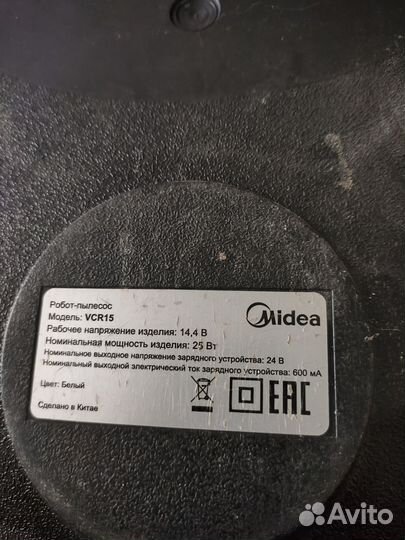 Робот-пылесос
Модель: VCR15
Midea
Рабочее напряжение изделия: 14,4 В
Номинальная мощность изделия: 25 Вт
Номинальное выходное напряжение зарядного устройства: 24 В
Номинальный выходной электрический ток зарядного устройства: 600 мА
Цвет: Белый
Сделано в Китае
EAC
Avito